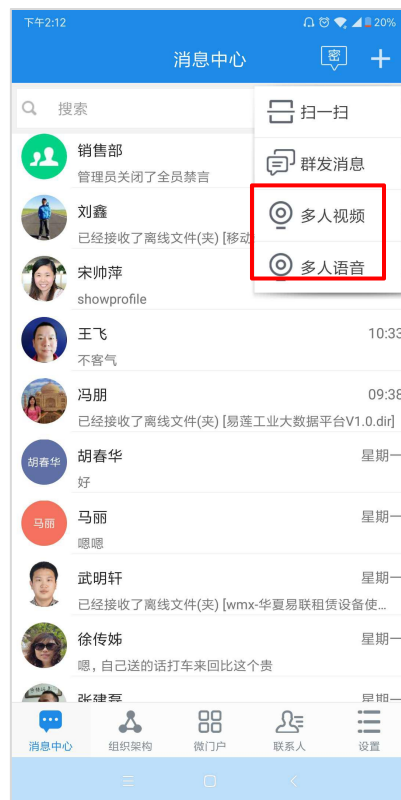 下午2:12
20%
消息中心
密
搜索
扫一扫
群发消息
多人视频
多人语音
销售部
管理员关闭了全员禁言
刘鑫
已经接收了离线文件(夹) [移动
宋帅萍
showprofile
王飞
10:33
不客气
冯朋
09:38
已经接收了离线文件(夹) [易莲工业大数据平台V1.0.dir]
胡春华
胡春华
星期一
好
马丽
马丽
星期一
嗯嗯
武明轩
星期一
已经接收了离线文件(夹) [wmx-华夏易联租赁设备使...
徐传姊
星期一
嗯，自己送的话打车来回比这个贵
张建磊
星期一
消息中心
组织架构
微门户
联系人
设置